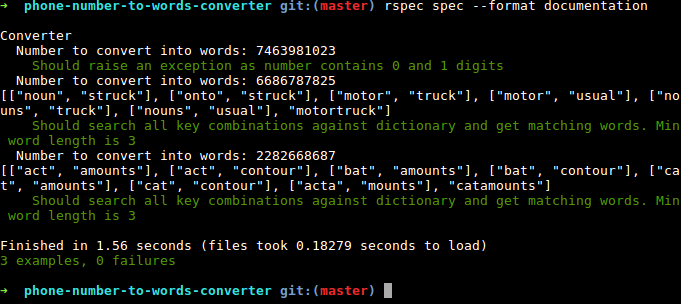 ➜  phone-number-to-words-converter git:(master) rspec spec --format documentation

Converter
  Number to convert into words: 7463981023
    Should raise an exception as number contains 0 and 1 digits
  Number to convert into words: 6686787825
[["noun", "struck"], ["onto", "struck"], ["motor", "truck"], ["motor", "usual"], ["no
uns", "truck"], ["nouns", "usual"], "motortruck"]
    Should search all key combinations against dictionary and get matching words. Min
 word length is 3
  Number to convert into words: 2282668687
[["act", "amounts"], ["act", "contour"], ["bat", "amounts"], ["bat", "contour"], ["ca
t", "amounts"], ["cat", "contour"], ["acta", "mounts"], "catamounts"]
    Should search all key combinations against dictionary and get matching words. Min
 word length is 3

Finished in 1.56 seconds (files took 0.18279 seconds to load)
3 examples, 0 failures

➜  phone-number-to-words-converter git:(master)